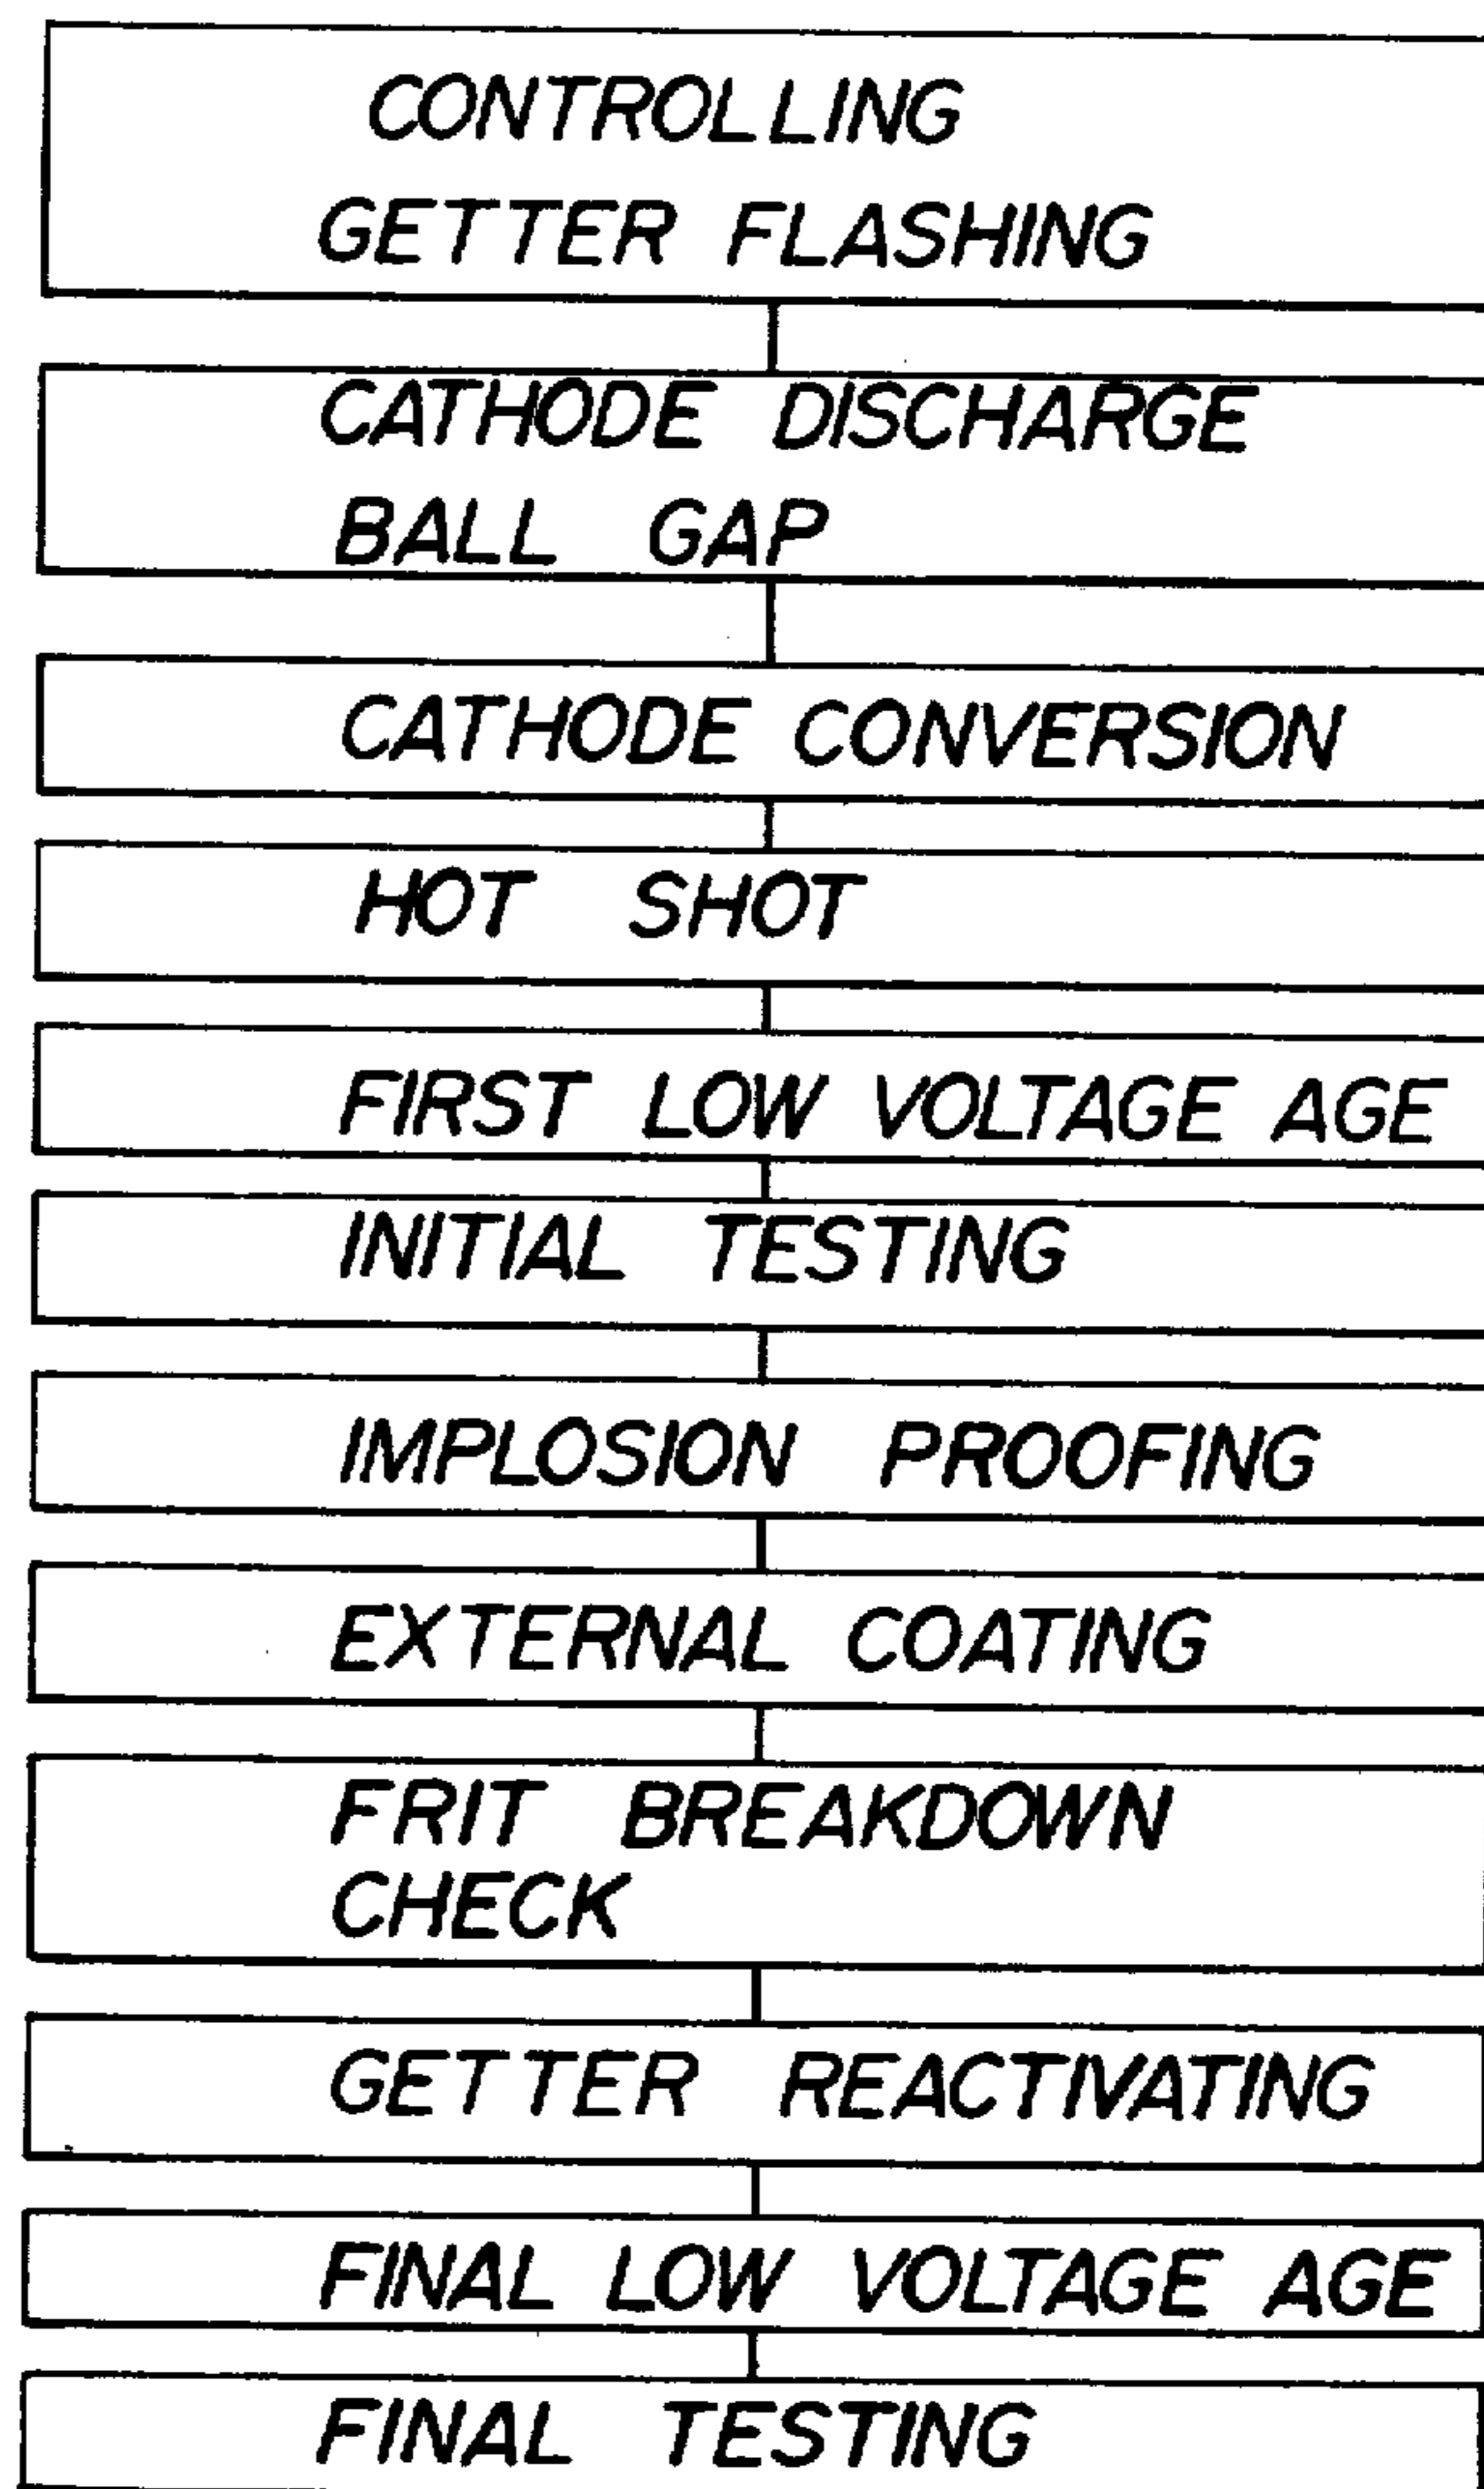 CONTROLLING
GETTER FLASHING
CATHODE DISCHARGE
BALL GAP
CATHODE CONVERSION
HOT SHOT
FIRST LOW VOLTAGE AGE
INITIAL TESTING
IMPLOSION PROOFING
EXTERNAL COATING
FRIT BREAKDOWN
CHECK
GETTER REACTIVATING
FINAL LOW VOLTAGE AGE
FINAL TESTING